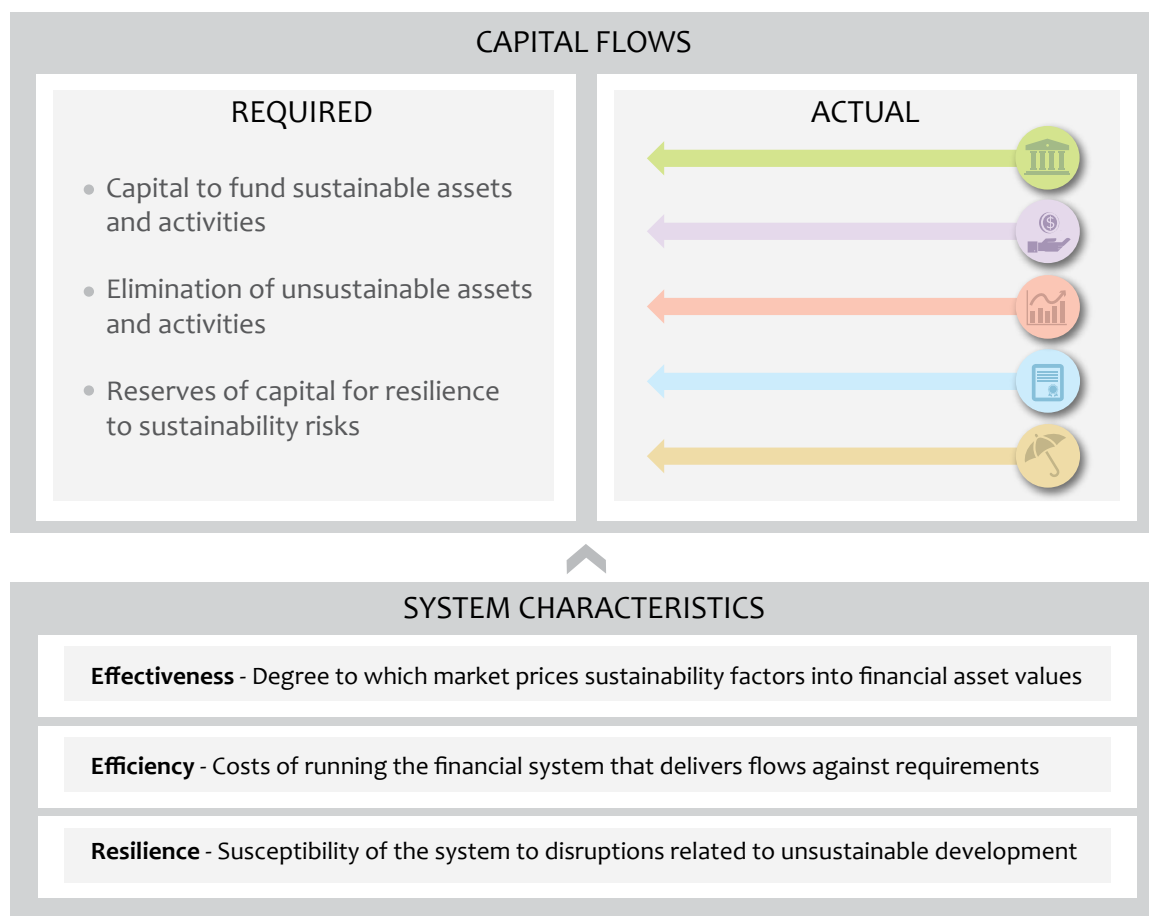 CAPITAL FLOWS
REQUIRED
Capital to fund sustainable assets
and activities
Elimination of unsustainable assets
and activities
Reserves of capital for resilience
to sustainability risks
ACTUAL
$
SYSTEM CHARACTERISTICS
Effectiveness - Degree to which market prices sustainability factors into financial asset values
Efficiency - Costs of running the financial system that delivers flows against requirements
Resilience - Susceptibility of the system to disruptions related to unsustainable development